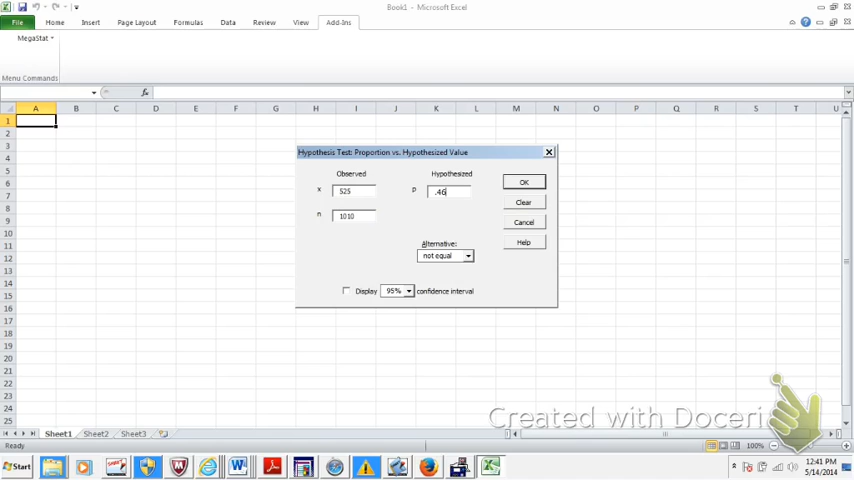 Book1 - Microsoft Excel
File Home Insert Page Layout Formulas Data Review View Add-Ins
MegaStat
Menu Commands
fx
A B C D E F G H I J K L M N O P Q R S T U
1
2
3
4
5
6
7
8
9
10
11
12
13
14
15
16
17
18
19
20
21
22
23
24
25
Hypothesis Test: Proportion vs. Hypothesized Value
Observed Hypothesized
x 525 p .46 OK
Clear
n 1010 Cancel
Help
Alternative:
not equal
Display 95% confidence interval
Created with Doceri
Sheet1 Sheet2 Sheet3
Ready 100%
Start 12:41 PM
5/14/2014